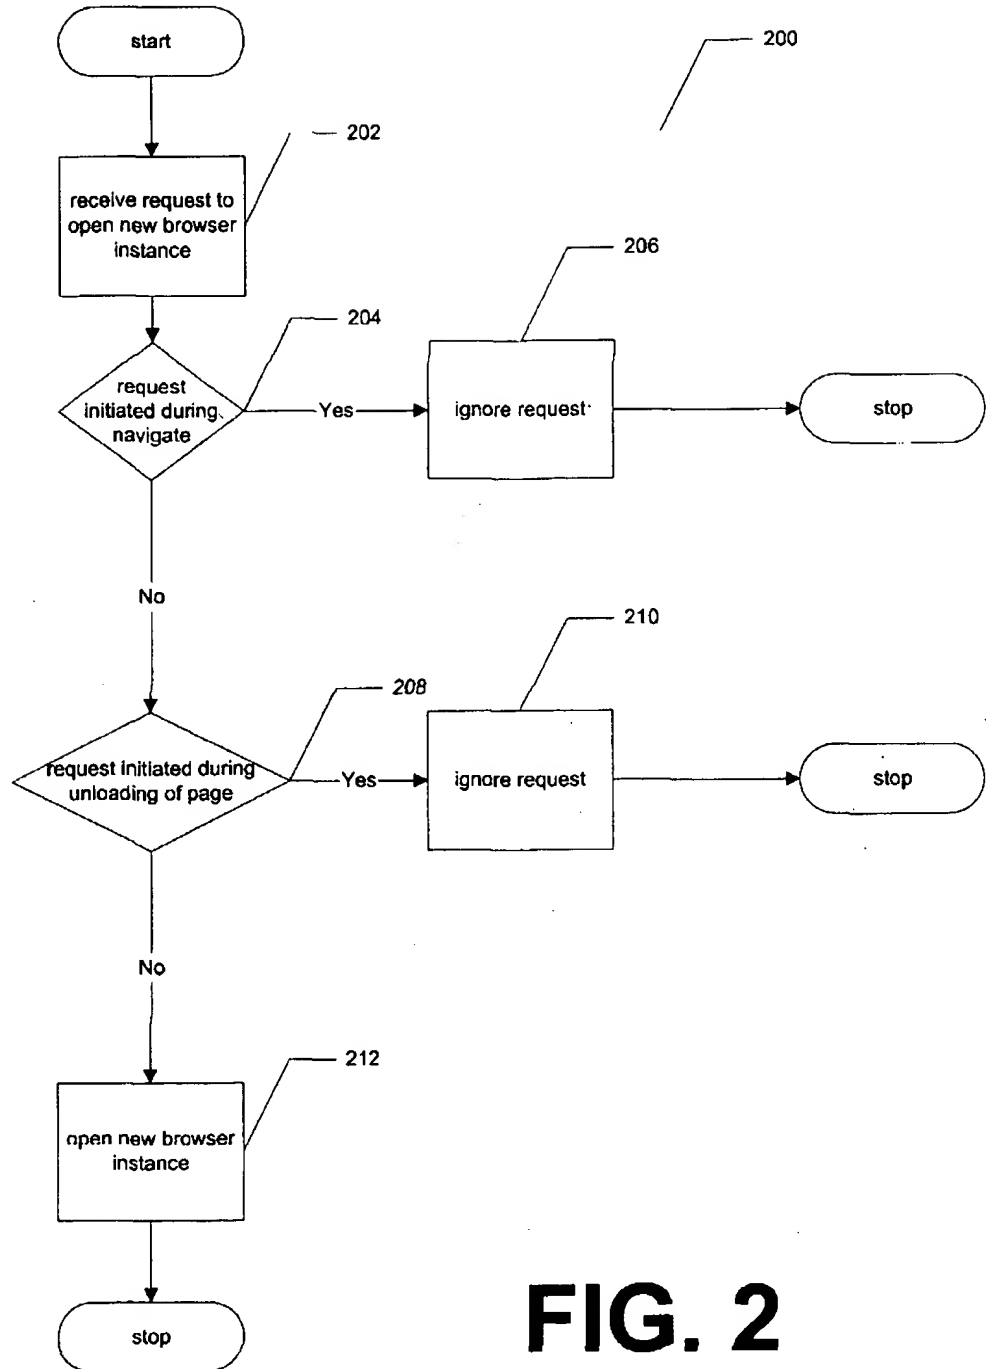 start
200
202
receive request to
open new browser
instance
206
204
request
initiated during
navigate
Yes
ignore request
stop
No
210
208
request initiated during
unloading of page
Yes
ignore request
stop
No
212
open new browser
instance
stop
FIG. 2